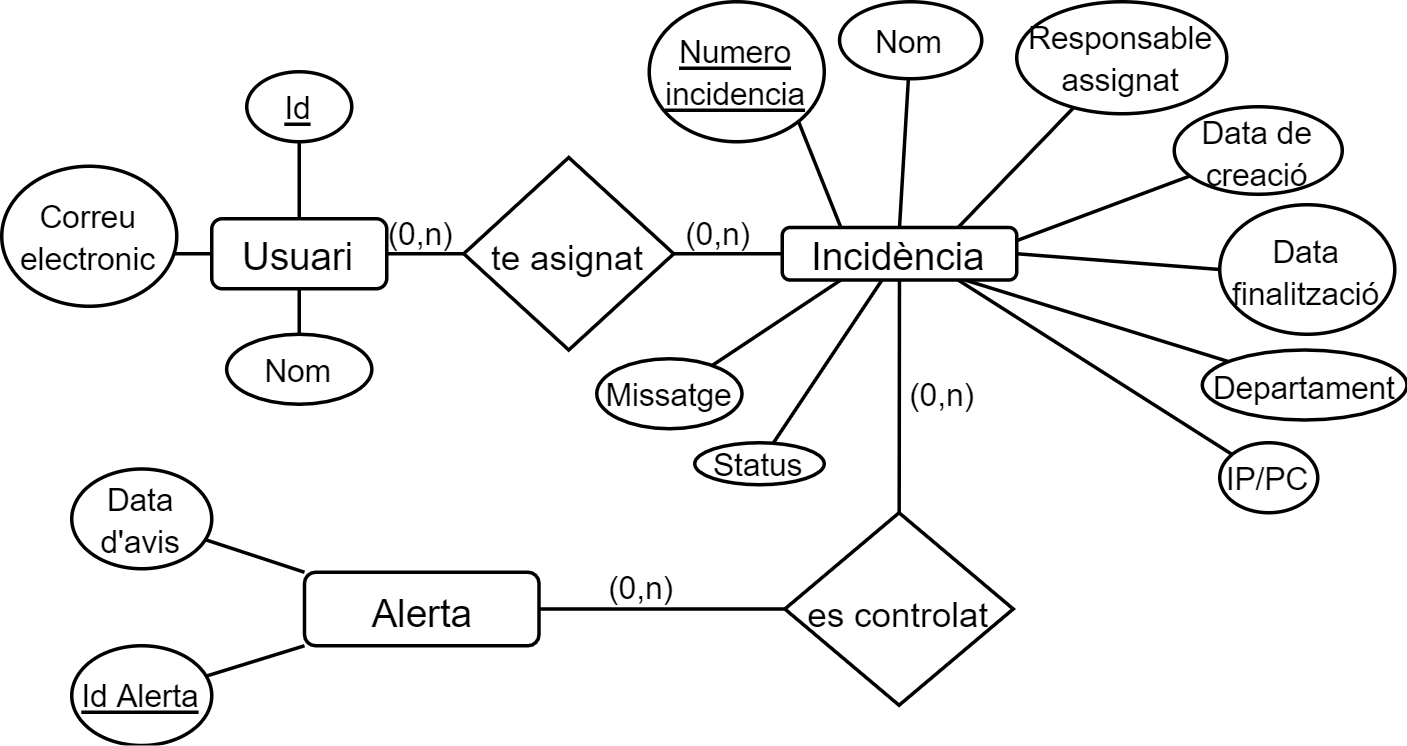 Numero
incidencia
Nom
Responsable
assignat
Id
Data de
creació
Correu
electronic
Usuari
(0,n)
te asignat
(0,n)
Incidència
Data
finalització
Nom
Missatge
(0,n)
Departament
Status
IP/PC
Data
d'avis
Alerta
(0,n)
es controlat
Id Alerta